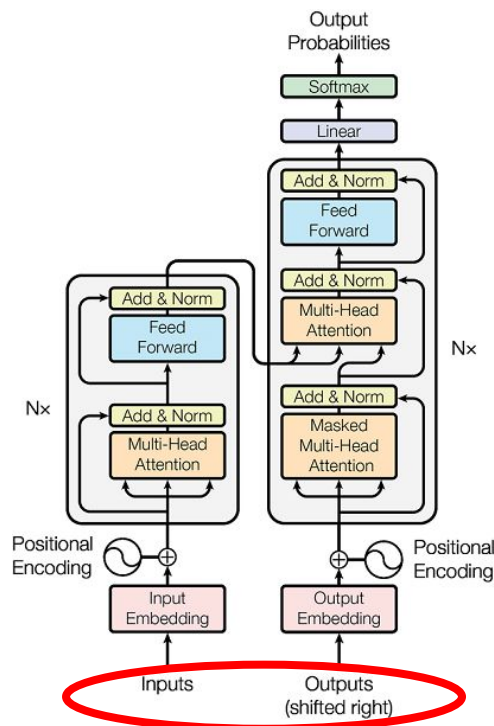 Output
Probabilities
Softmax
Linear
Add & Norm
Feed
Forward
Add & Norm
Multi-Head
Attention
Add & Norm
Masked
Multi-Head
Attention
Nx
Positional
Encoding
Output
Embedding
Outputs
(shifted right)
Add & Norm
Feed
Forward
Add & Norm
Multi-Head
Attention
Nx
Positional
Encoding
Input
Embedding
Inputs